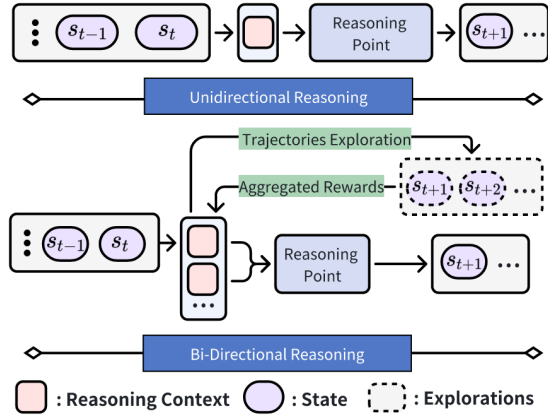 ⋮ s_{t-1} s_t Reasoning Point s_{t+1} ...
Unidirectional Reasoning
Trajectories Exploration
s_{t+1} s_{t+2} ...
Aggregated Rewards
⋮ s_{t-1} s_t ... Reasoning Point s_{t+1} ...
Bi-Directional Reasoning
: Reasoning Context : State : Explorations